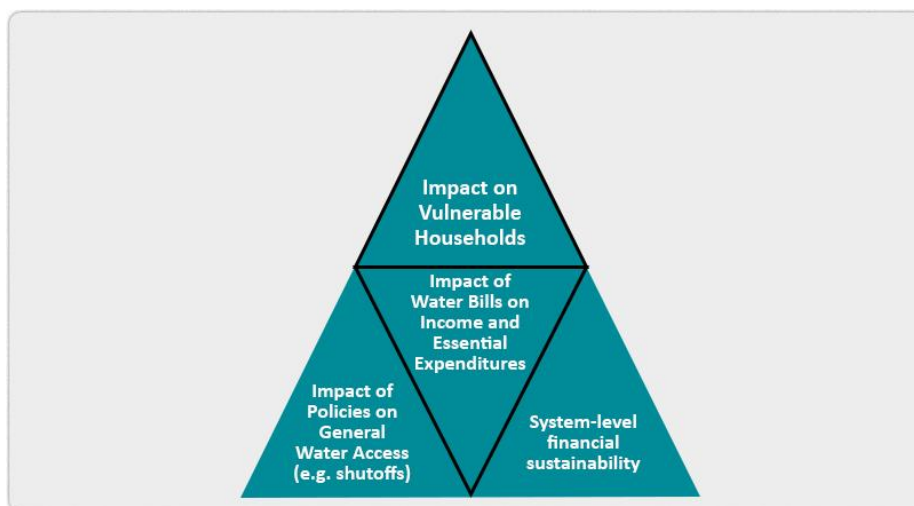 Impact on
Vulnerable
Households
Impact of
Water Bills on
Income and
Essential
Expenditures
Impact of
Policies on
General
Water Access
(e.g. shutoffs)
System-level
financial
sustainability